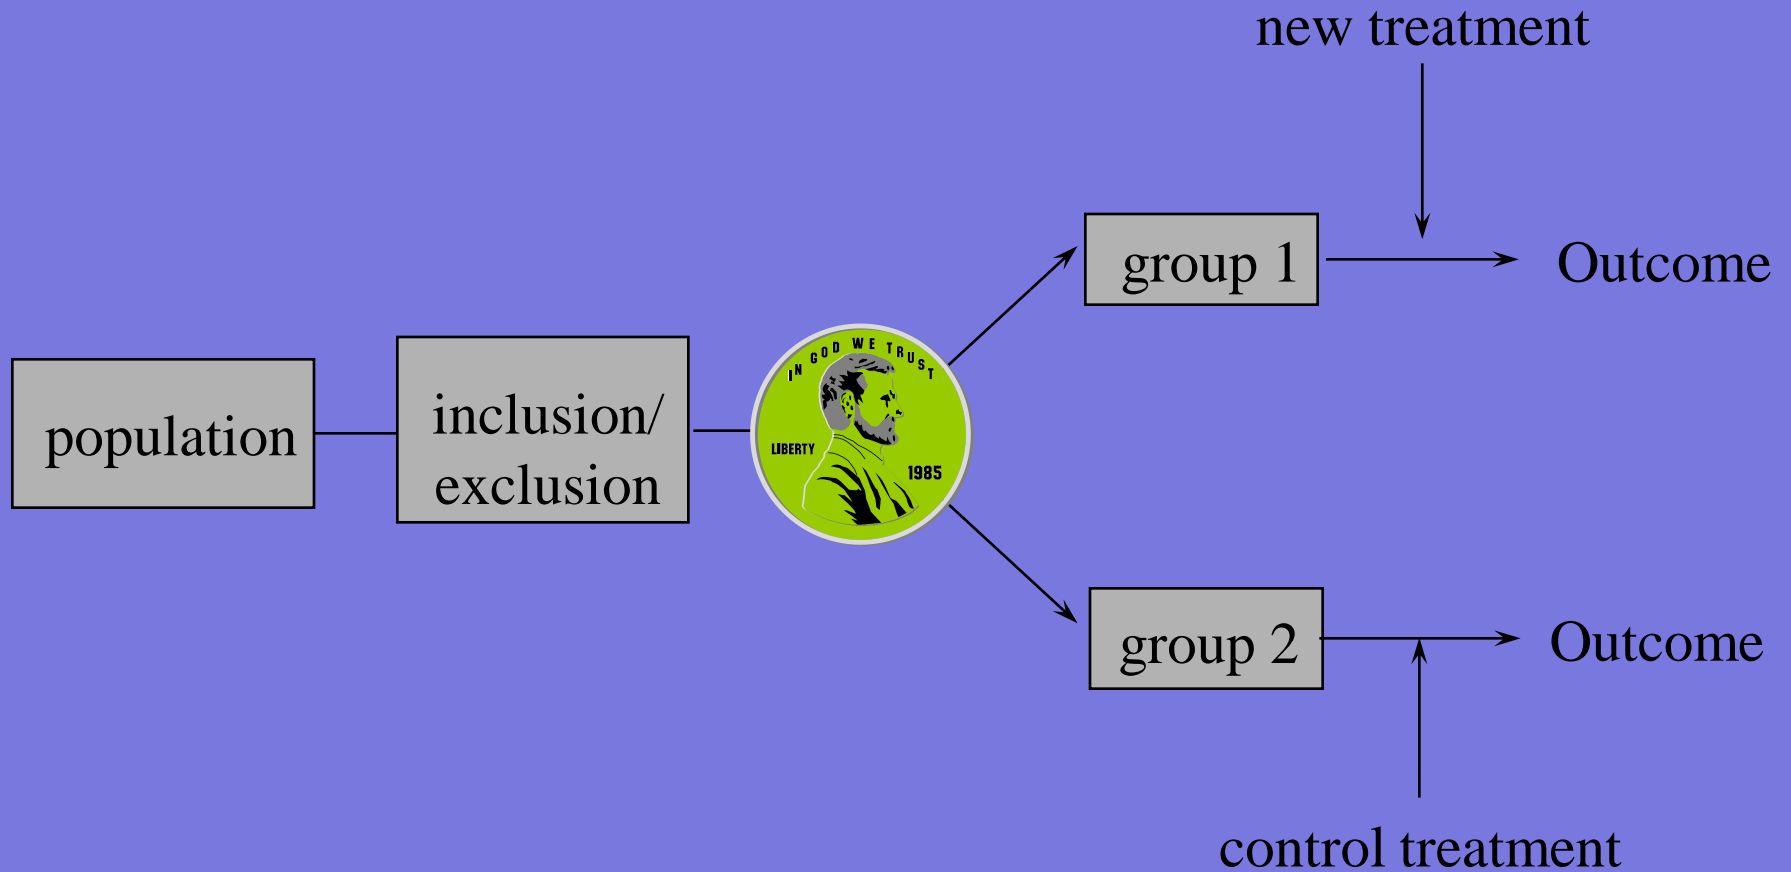 new treatment
group 1
Outcome
population
inclusion/
exclusion
IN GOD WE TRUST
LIBERTY
1985
group 2
Outcome
control treatment